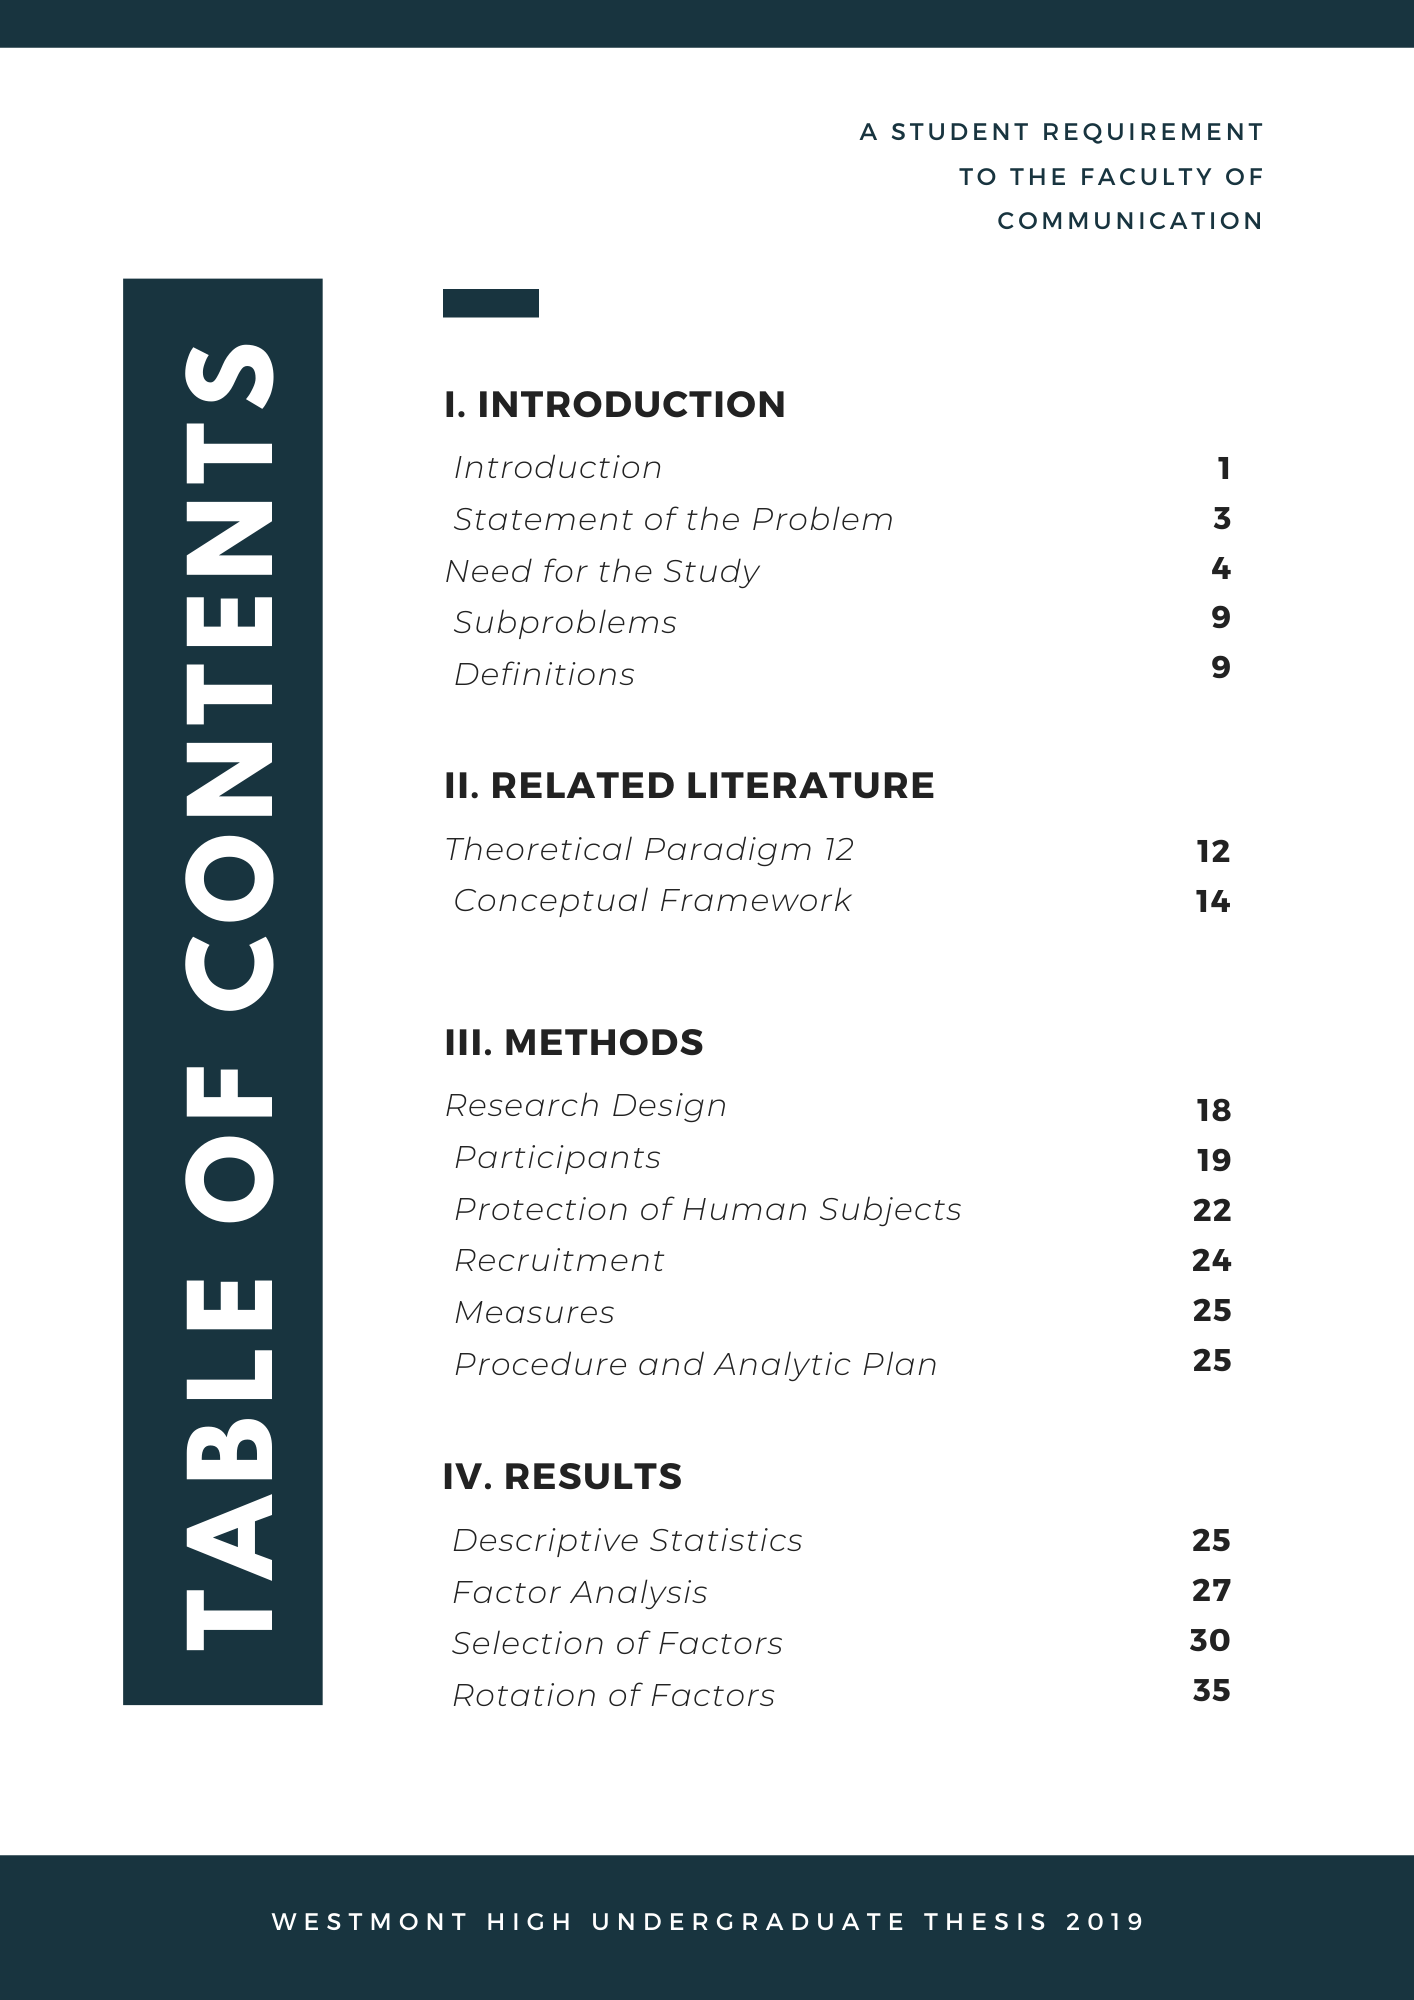 A STUDENT REQUIREMENT
TO THE FACULTY OF
COMMUNICATION
TABLE OF CONTENTS
I. INTRODUCTION
Introduction 1
Statement of the Problem 3
Need for the Study 4
Subproblems 9
Definitions 9
II. RELATED LITERATURE
Theoretical Paradigm 12 12
Conceptual Framework 14
III. METHODS
Research Design 18
Participants 19
Protection of Human Subjects 22
Recruitment 24
Measures 25
Procedure and Analytic Plan 25
IV. RESULTS
Descriptive Statistics 25
Factor Analysis 27
Selection of Factors 30
Rotation of Factors 35
WESTMONT HIGH UNDERGRADUATE THESIS 2019